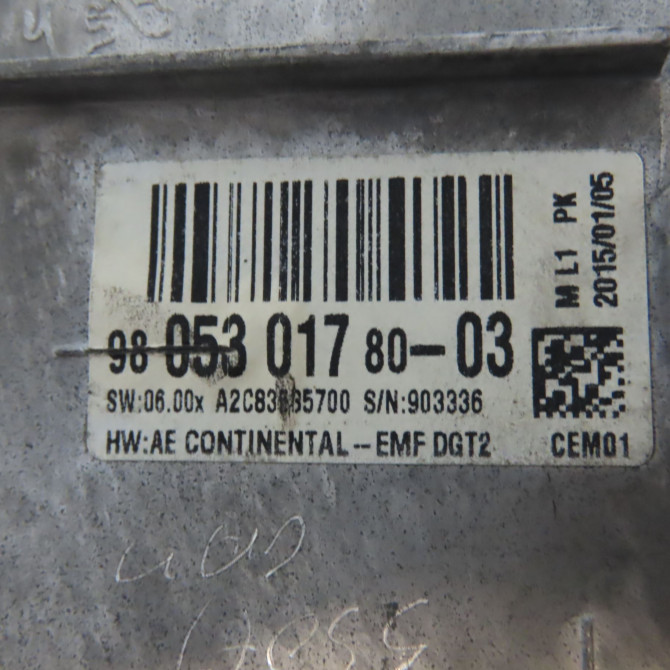 98 053 017 80-03
SW:06.00x S/N:903336
HW:AE CONTINENTAL--EMF DGT2 CEM01
M L1 PK
2015/01/05